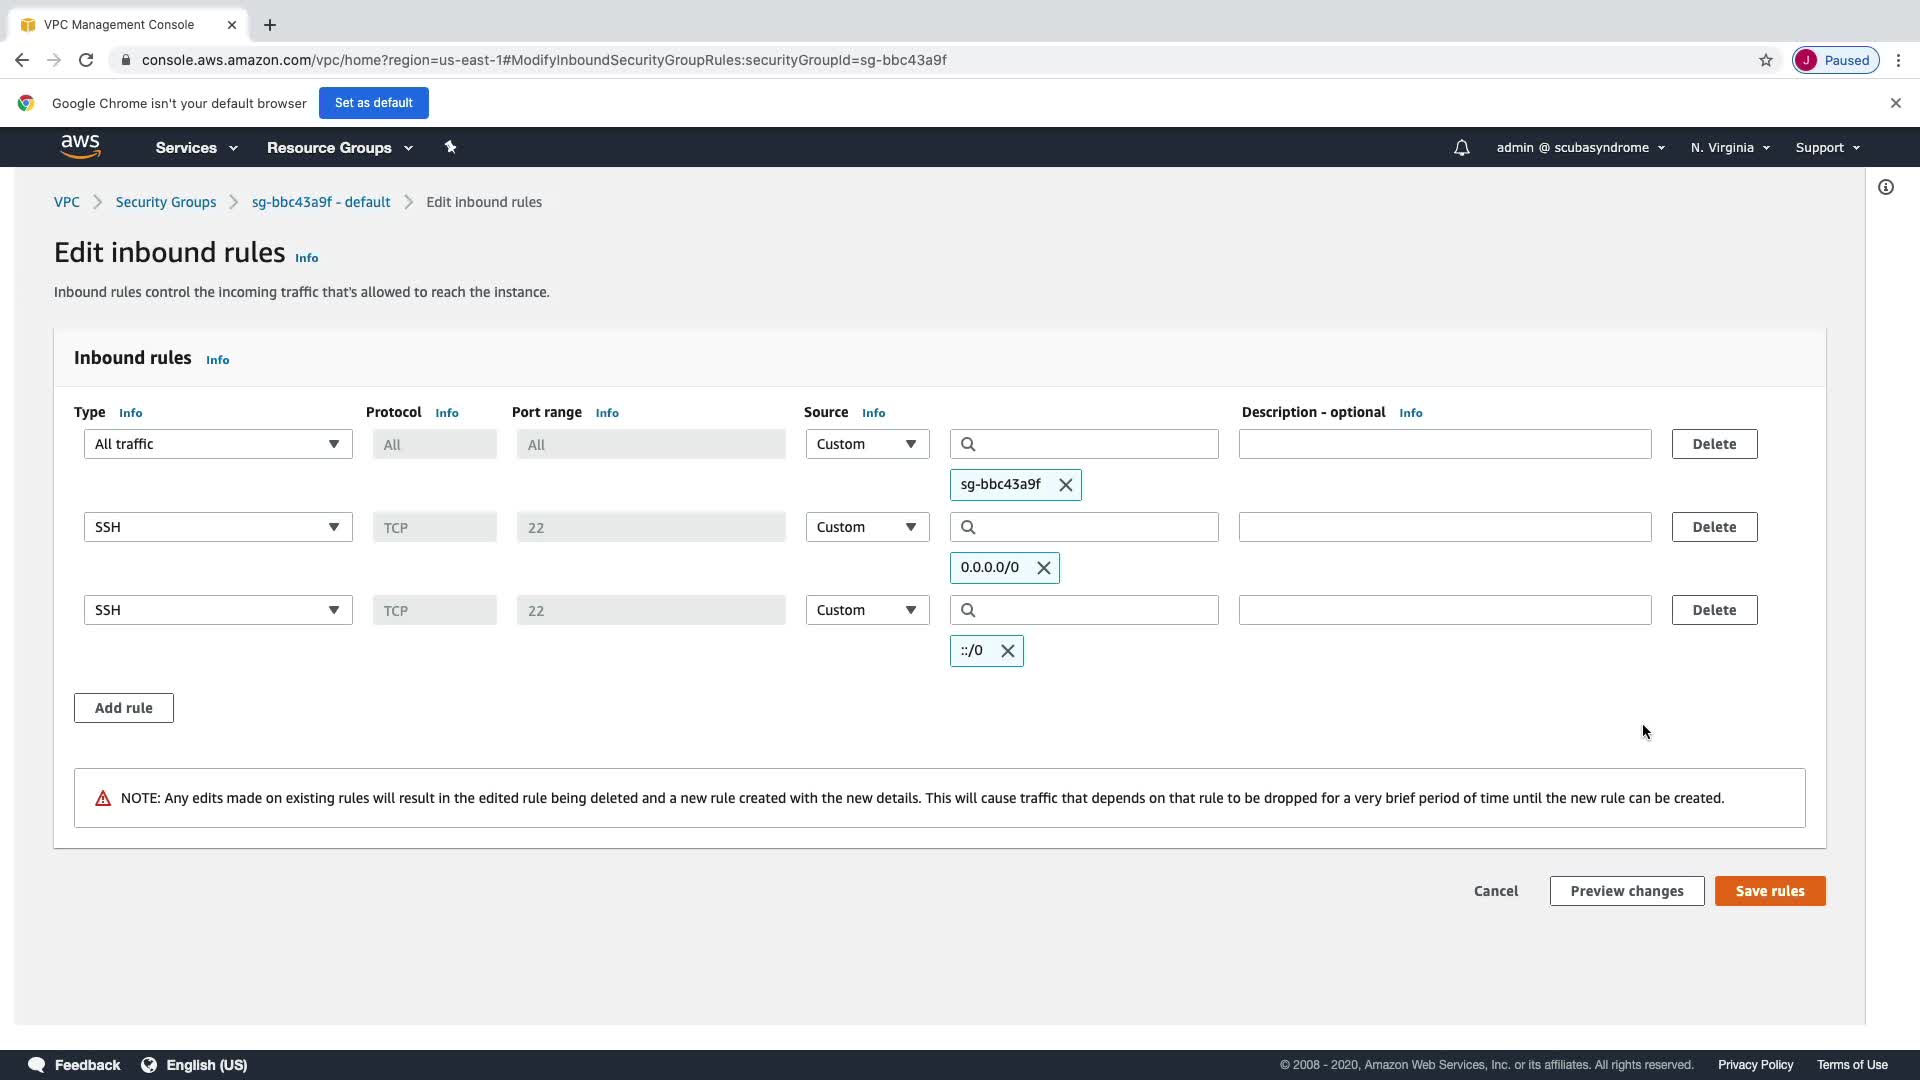 VPC Management Console
console.aws.amazon.com/vpc/home?region=us-east-1#ModifyInboundSecurityGroupRules:securityGroupId=sg-bbc43a9f
J Paused
Google Chrome isn't your default browser Set as default
aws Services Resource Groups admin @ scubasyndrome N. Virginia Support
VPC Security Groups sg-bbc43a9f - default Edit inbound rules
Edit inbound rules Info
Inbound rules control the incoming traffic that's allowed to reach the instance.
Inbound rules Info
Type Info Protocol Info Port range Info Source Info Description - optional Info
All traffic All All Custom Delete
sg-bbc43a9f
SSH TCP 22 Custom Delete
0.0.0.0/0
SSH TCP 22 Custom Delete
::/0
Add rule
NOTE: Any edits made on existing rules will result in the edited rule being deleted and a new rule created with the new details. This will cause traffic that depends on that rule to be dropped for a very brief period of time until the new rule can be created.
Cancel Preview changes Save rules
Feedback English (US) © 2008 - 2020, Amazon Web Services, Inc. or its affiliates. All rights reserved. Privacy Policy Terms of Use